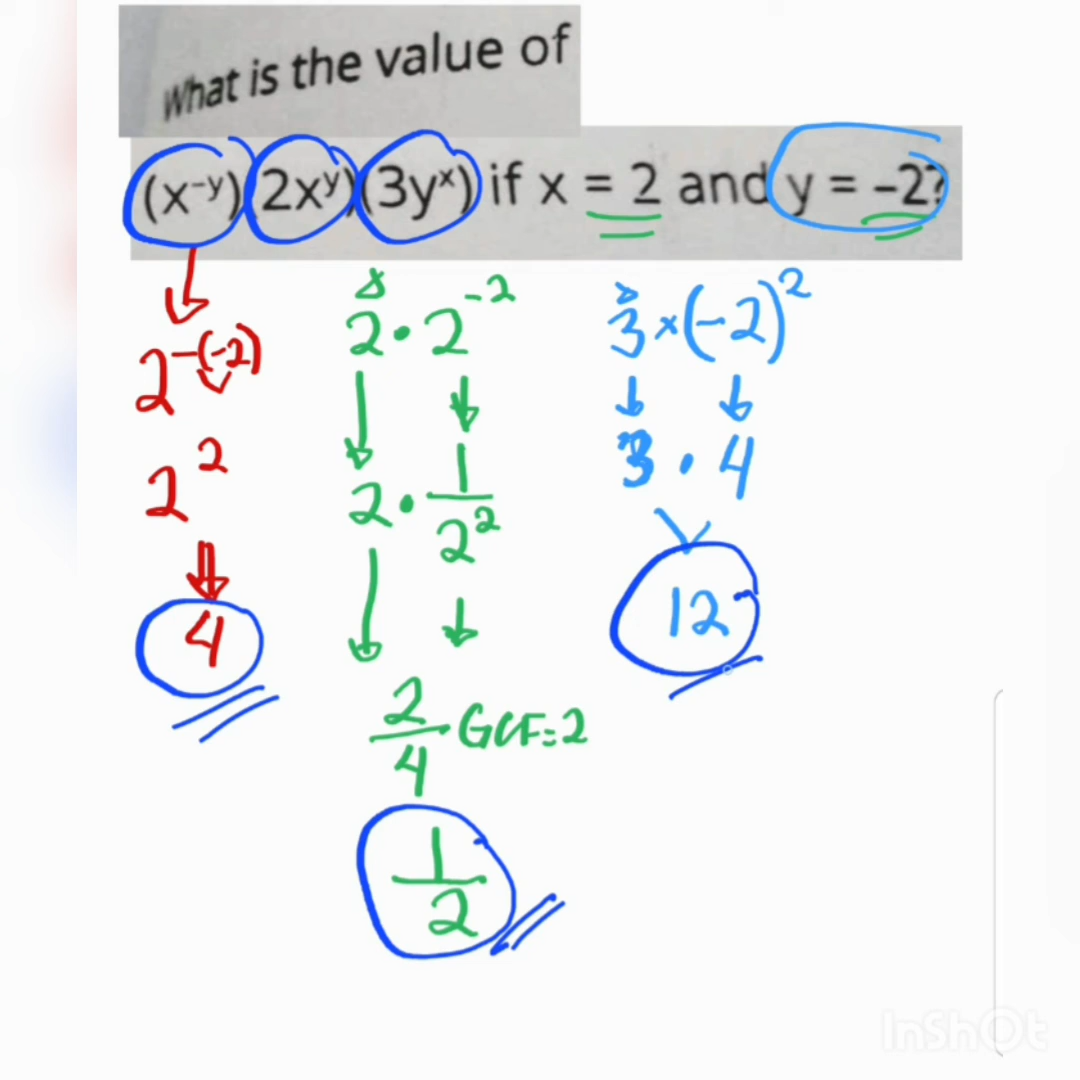 What is the value of
(x⁻ʸ)(2xʸ)(3yˣ) if x = 2 and y = -2?
2⁻⁽⁻²⁾
2²
4
2 · 2⁻²
2 · 1/2²
2/4 GCF=2
1/2
3 × (-2)²
3 · 4
12
InShOt